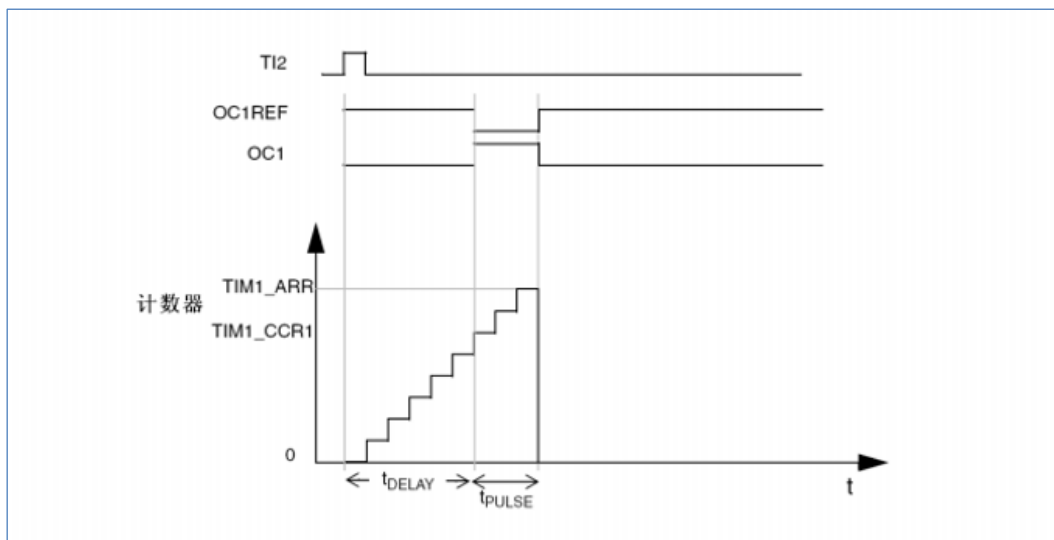 TI2
OC1REF
OC1
TIM1_ARR
计数器
TIM1_CCR1
0
tDELAY
tPULSE
t